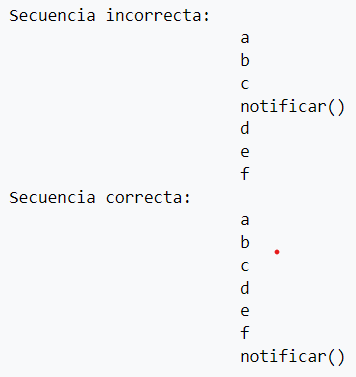 Secuencia incorrecta:
a
b
c
notificar()
d
e
f
Secuencia correcta:
a
b
c
d
e
f
notificar()